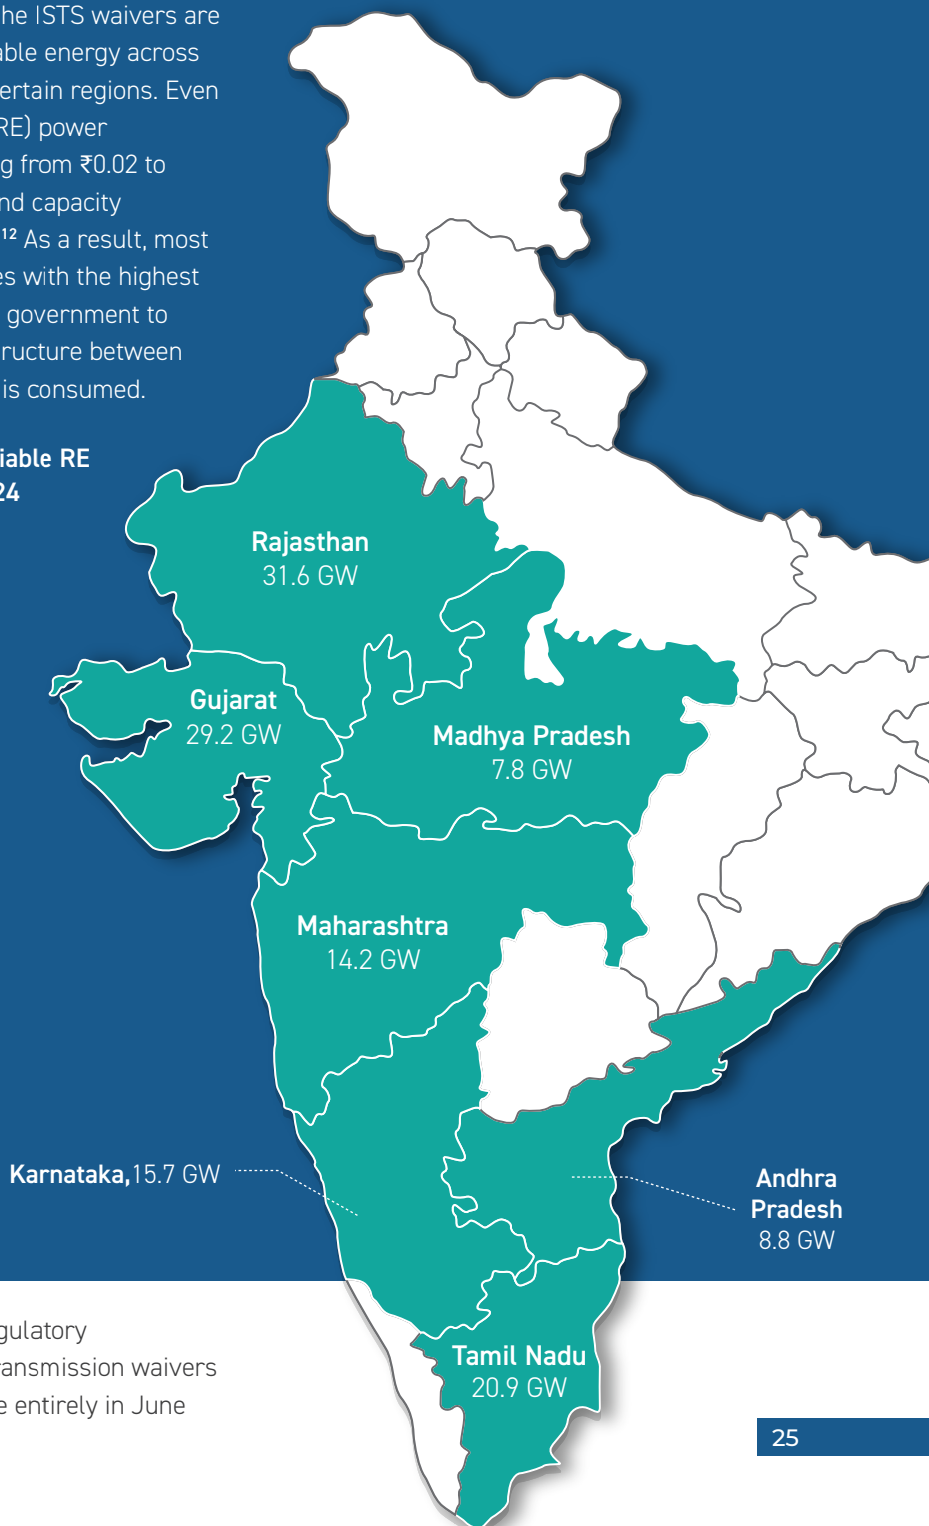 he ISTS waivers are
able energy across
ertain regions. Even
RE) power
g from ₹0.02 to
nd capacity
¹² As a result, most
es with the highest
government to
tructure between
is consumed.
iable RE
24
Rajasthan
31.6 GW
Gujarat
29.2 GW
Madhya Pradesh
7.8 GW
Maharashtra
14.2 GW
Karnataka, 15.7 GW
Andhra
Pradesh
8.8 GW
Tamil Nadu
20.9 GW
gulatory
ransmission waivers
e entirely in June
25